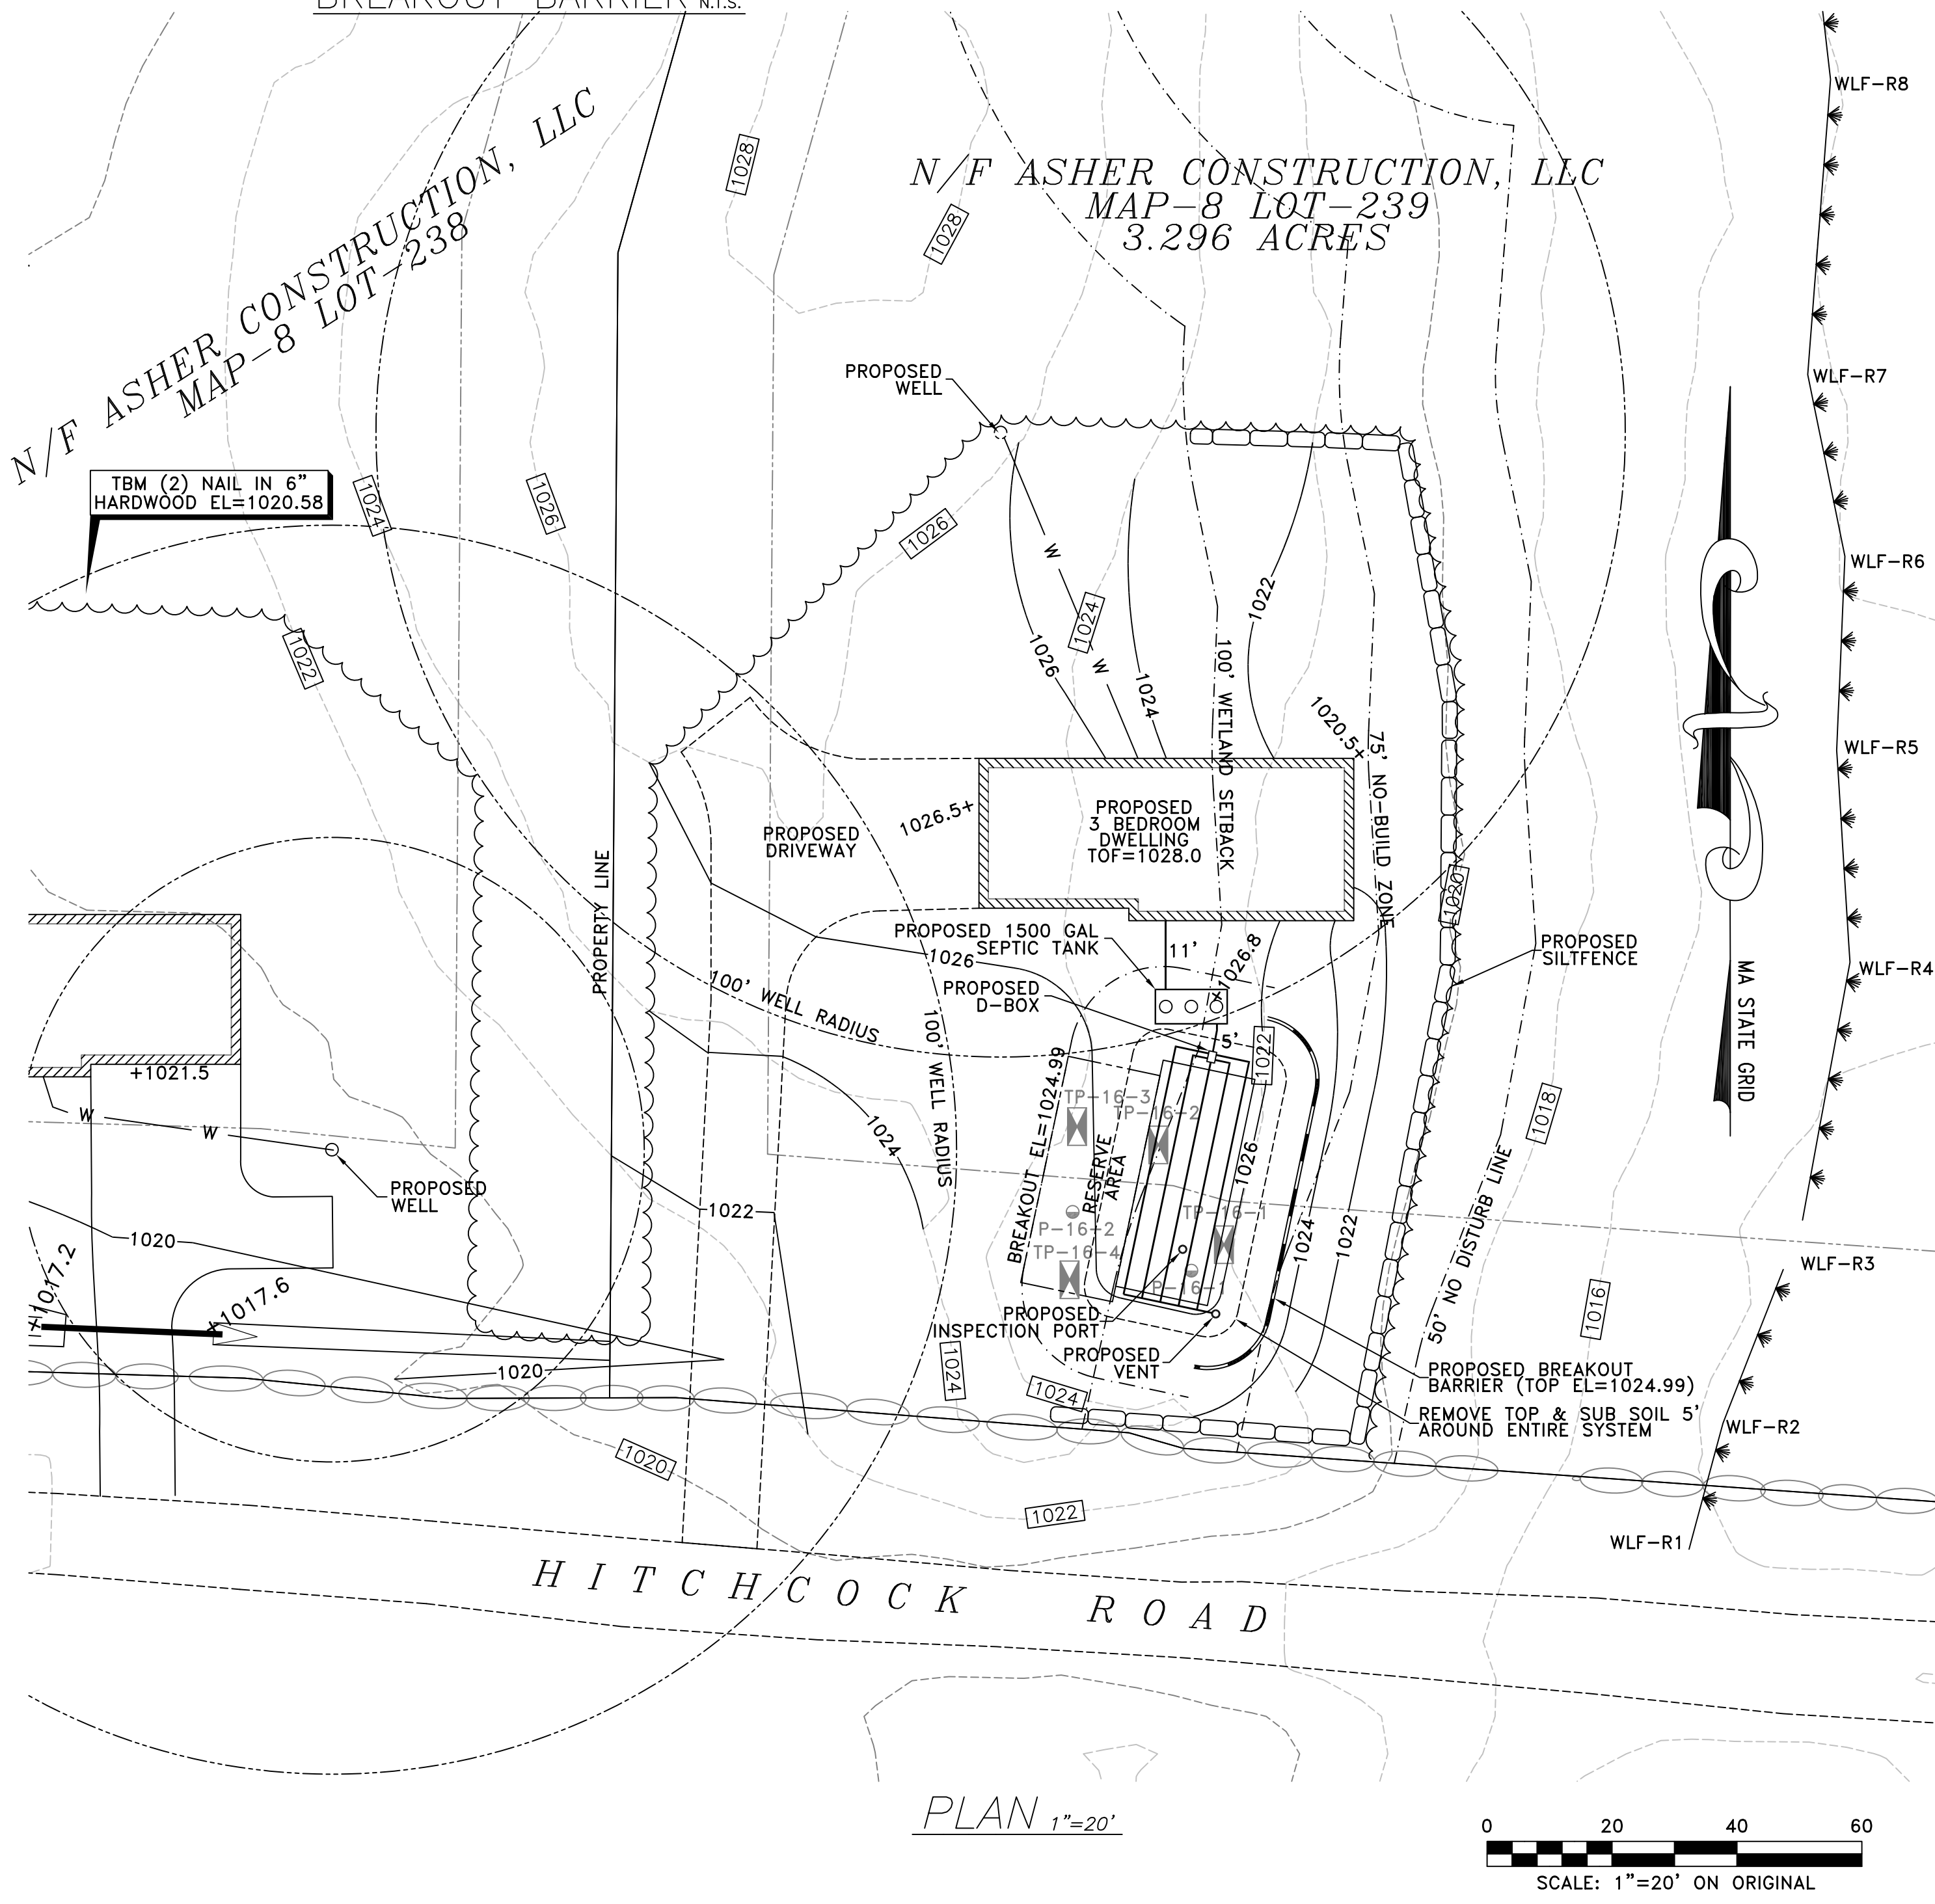 BREAKOUT BARRIER N.T.S.
N/F ASHER CONSTRUCTION, LLC
MAP-8 LOT-238
N/F ASHER CONSTRUCTION, LLC
MAP-8 LOT-239
3.296 ACRES
1028
1028
WLF-R8
WLF-R7
WLF-R6
WLF-R5
WLF-R4
WLF-R3
WLF-R2
WLF-R1
PROPOSED
WELL
TBM (2) NAIL IN 6"
HARDWOOD EL=1020.58
1024
1026
1026
1022
W
W
1024
1026
1024
1022
100' WETLAND SETBACK
1020.5+
75' NO-BUILD ZONE
PROPERTY LINE
PROPOSED
DRIVEWAY
1026.5+
PROPOSED
3 BEDROOM
DWELLING
TOF=1028.0
1020
PROPOSED 1500 GAL
SEPTIC TANK
11'
×1026.8
1026
PROPOSED
SILTFENCE
100' WELL RADIUS
PROPOSED
D-BOX
5'
1022
MA STATE GRID
100' WELL RADIUS
BREAKOUT EL=1024.99
+1021.5
W
W
PROPOSED
WELL
1024
TP-16-3
TP-16-2
RESERVE
AREA
1026
1018
50' NO DISTURB LINE
P-16-2
TP-16-4
TP-16-1
P-16-1
1022
1024
1022
1020
×1017.2
×1017.6
PROPOSED
INSPECTION PORT
PROPOSED
VENT
1016
1020
1024
1024
PROPOSED BREAKOUT
BARRIER (TOP EL=1024.99)
REMOVE TOP & SUB SOIL 5'
AROUND ENTIRE SYSTEM
1020
1022
HITCHCOCK ROAD
PLAN 1"=20'
0 20 40 60
SCALE: 1"=20' ON ORIGINAL